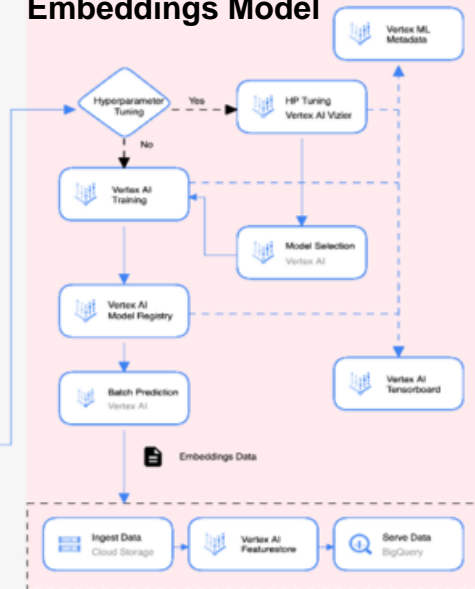 Embeddings Model
Vertex ML
Metadata
Hyperparameter
Tuning
Yes
HP Tuning
Vertex AI Vizier
No
Vertex AI
Training
Model Selection
Vertex AI
Vertex AI
Model Registry
Batch Prediction
Vertex AI
Vertex AI
Tensorboard
Embeddings Data
Ingest Data
Cloud Storage
Vertex AI
Featurestore
Serve Data
BigQuery